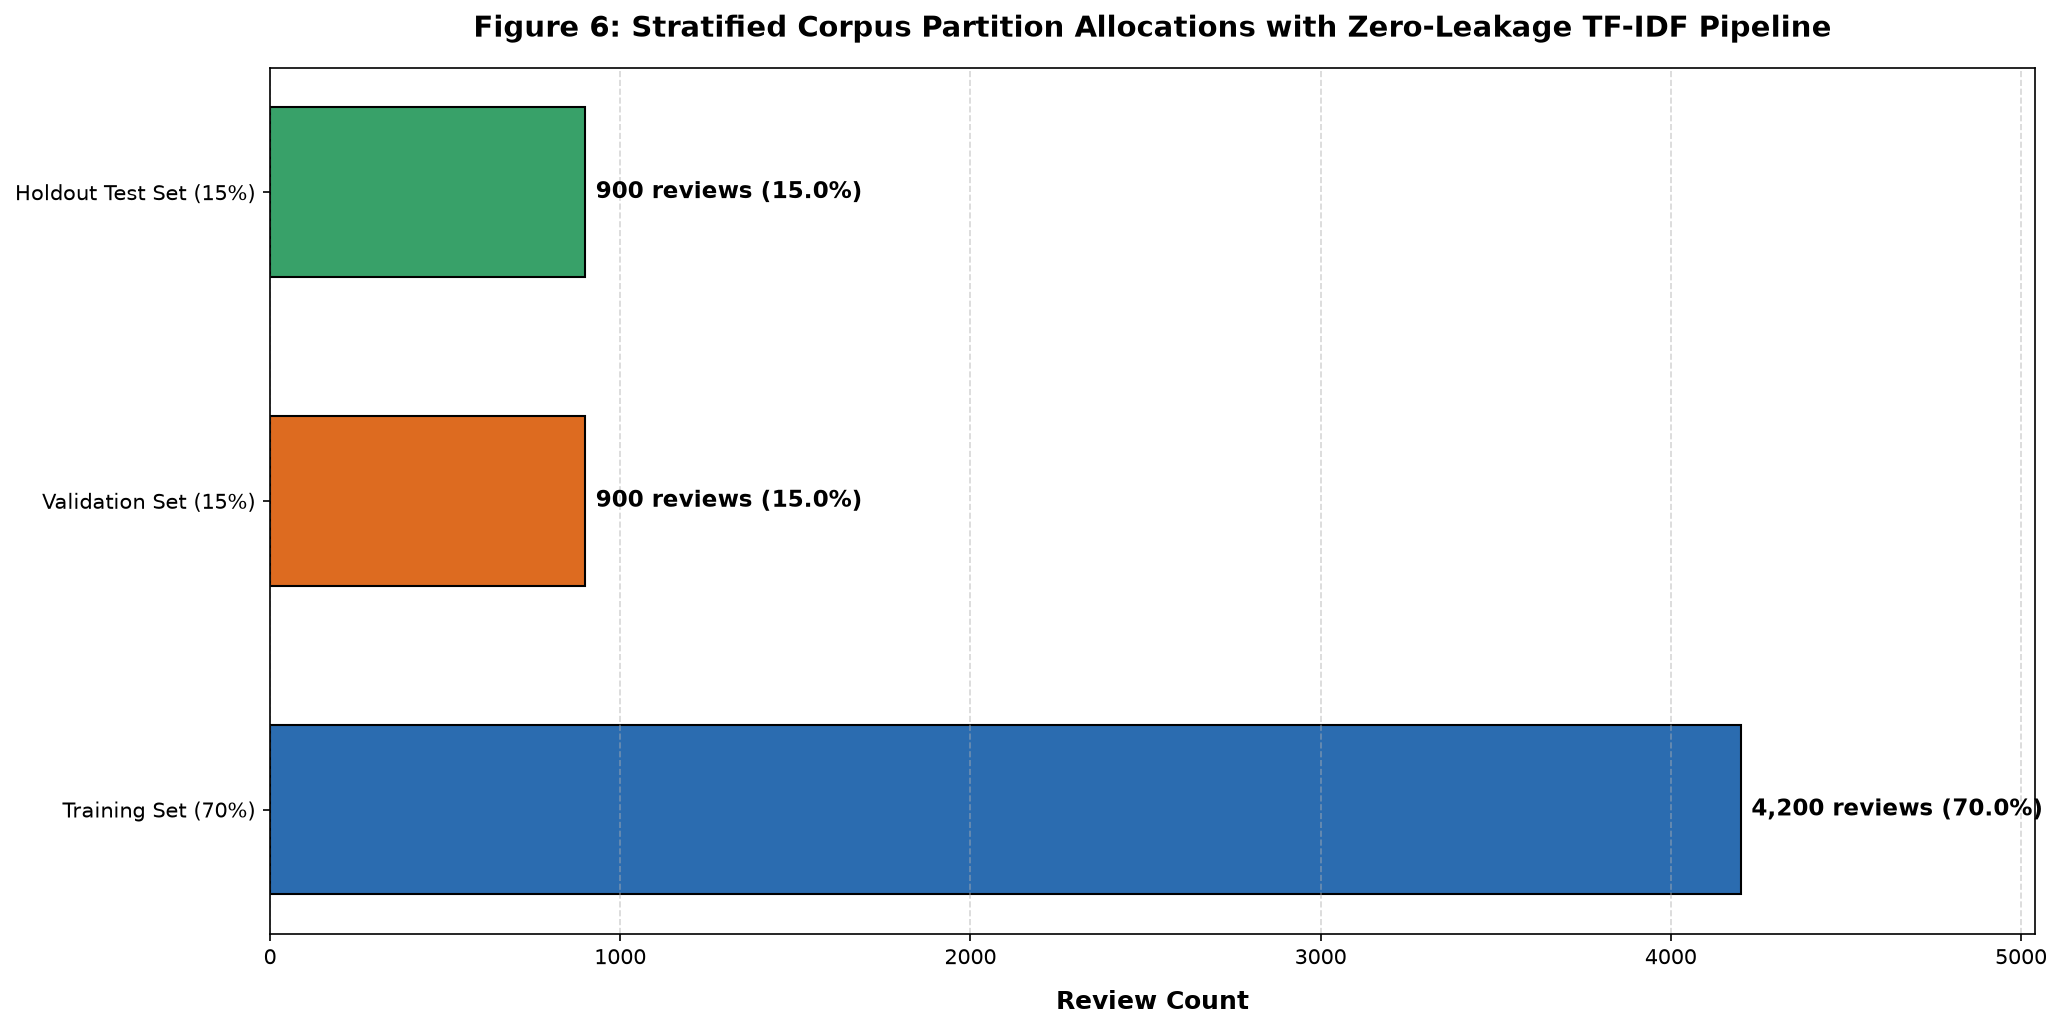 Figure 6: Stratified Corpus Partition Allocations with Zero-Leakage TF-IDF Pipeline
Holdout Test Set (15%)
900 reviews (15.0%)
Validation Set (15%)
900 reviews (15.0%)
Training Set (70%)
4,200 reviews (70.0%)
0 1000 2000 3000 4000 5000
Review Count